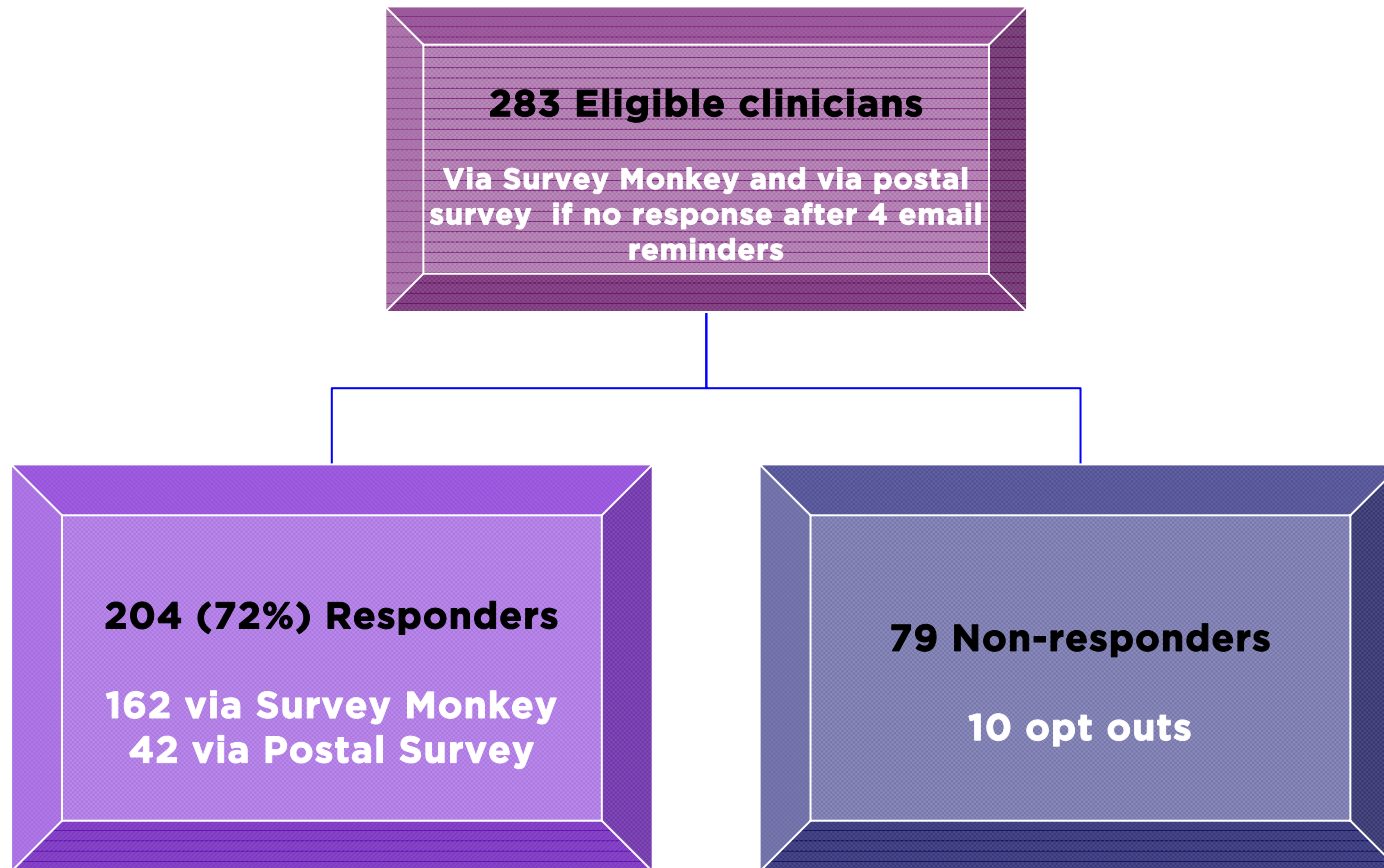 283 Eligible clinicians
Via Survey Monkey and via postal
survey if no response after 4 email
reminders
204 (72%) Responders
162 via Survey Monkey
42 via Postal Survey
79 Non-responders
10 opt outs